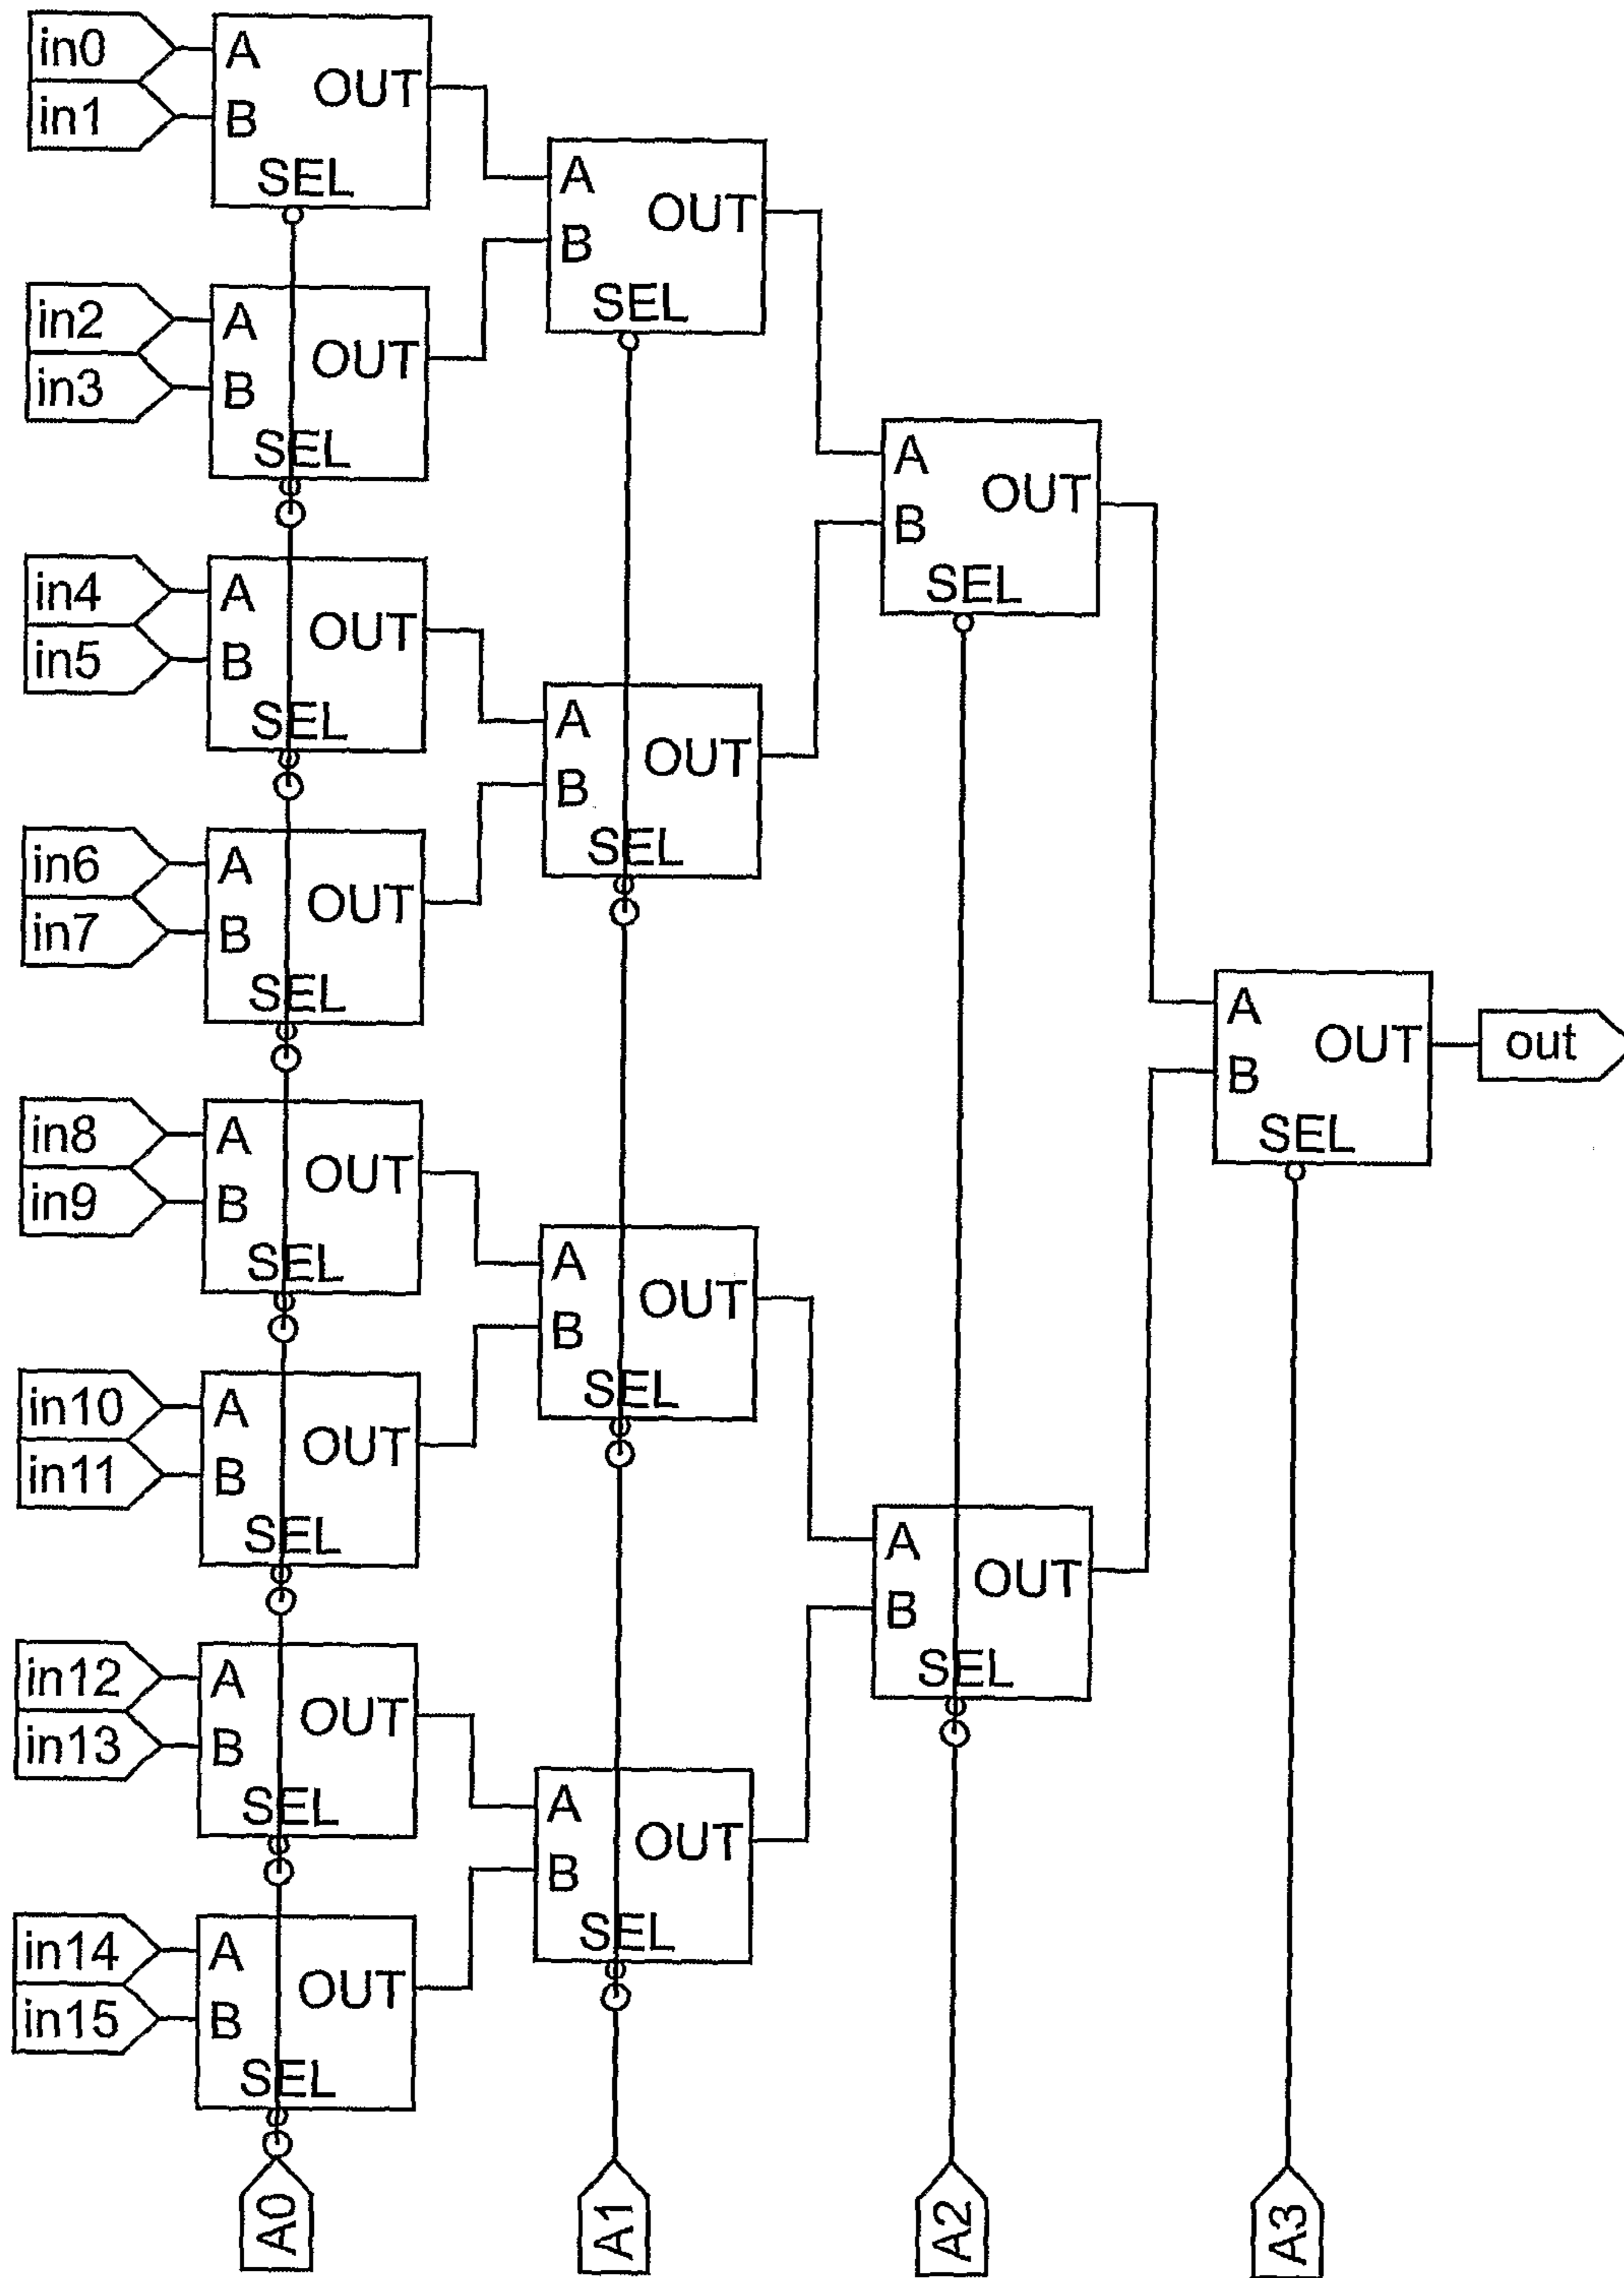 in0
in1
A
B
OUT
SEL
in2
in3
A
B
OUT
SEL
in4
in5
A
B
OUT
SEL
in6
in7
A
B
OUT
SEL
in8
in9
A
B
OUT
SEL
in10
in11
A
B
OUT
SEL
in12
in13
A
B
OUT
SEL
in14
in15
A
B
OUT
SEL
A
B
OUT
SEL
A
B
OUT
SEL
A
B
OUT
SEL
A
B
OUT
SEL
A
B
OUT
SEL
A
B
OUT
SEL
A
B
OUT
SEL
out
A0
A1
A2
A3